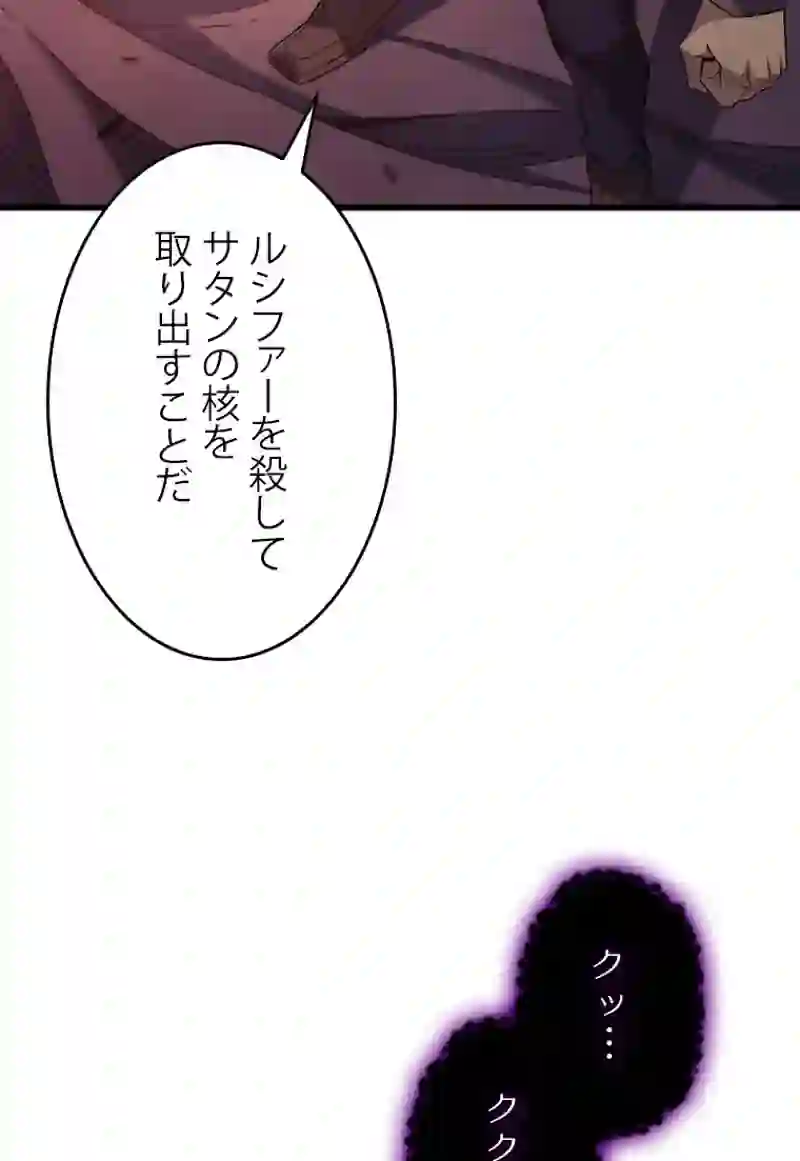 ルシファーを殺して
サタンの核を
取り出すことだ
クッ…
クク